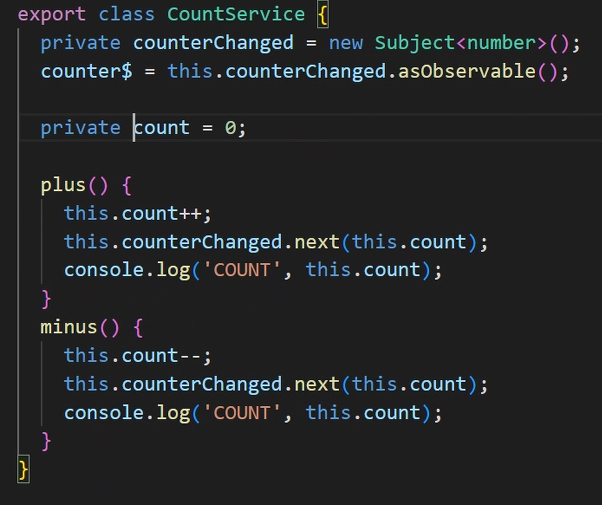 export class CountService {
  private counterChanged = new Subject<number>();
  counter$ = this.counterChanged.asObservable();

  private count = 0;

  plus() {
    this.count++;
    this.counterChanged.next(this.count);
    console.log('COUNT', this.count);
  }
  minus() {
    this.count--;
    this.counterChanged.next(this.count);
    console.log('COUNT', this.count);
  }
}